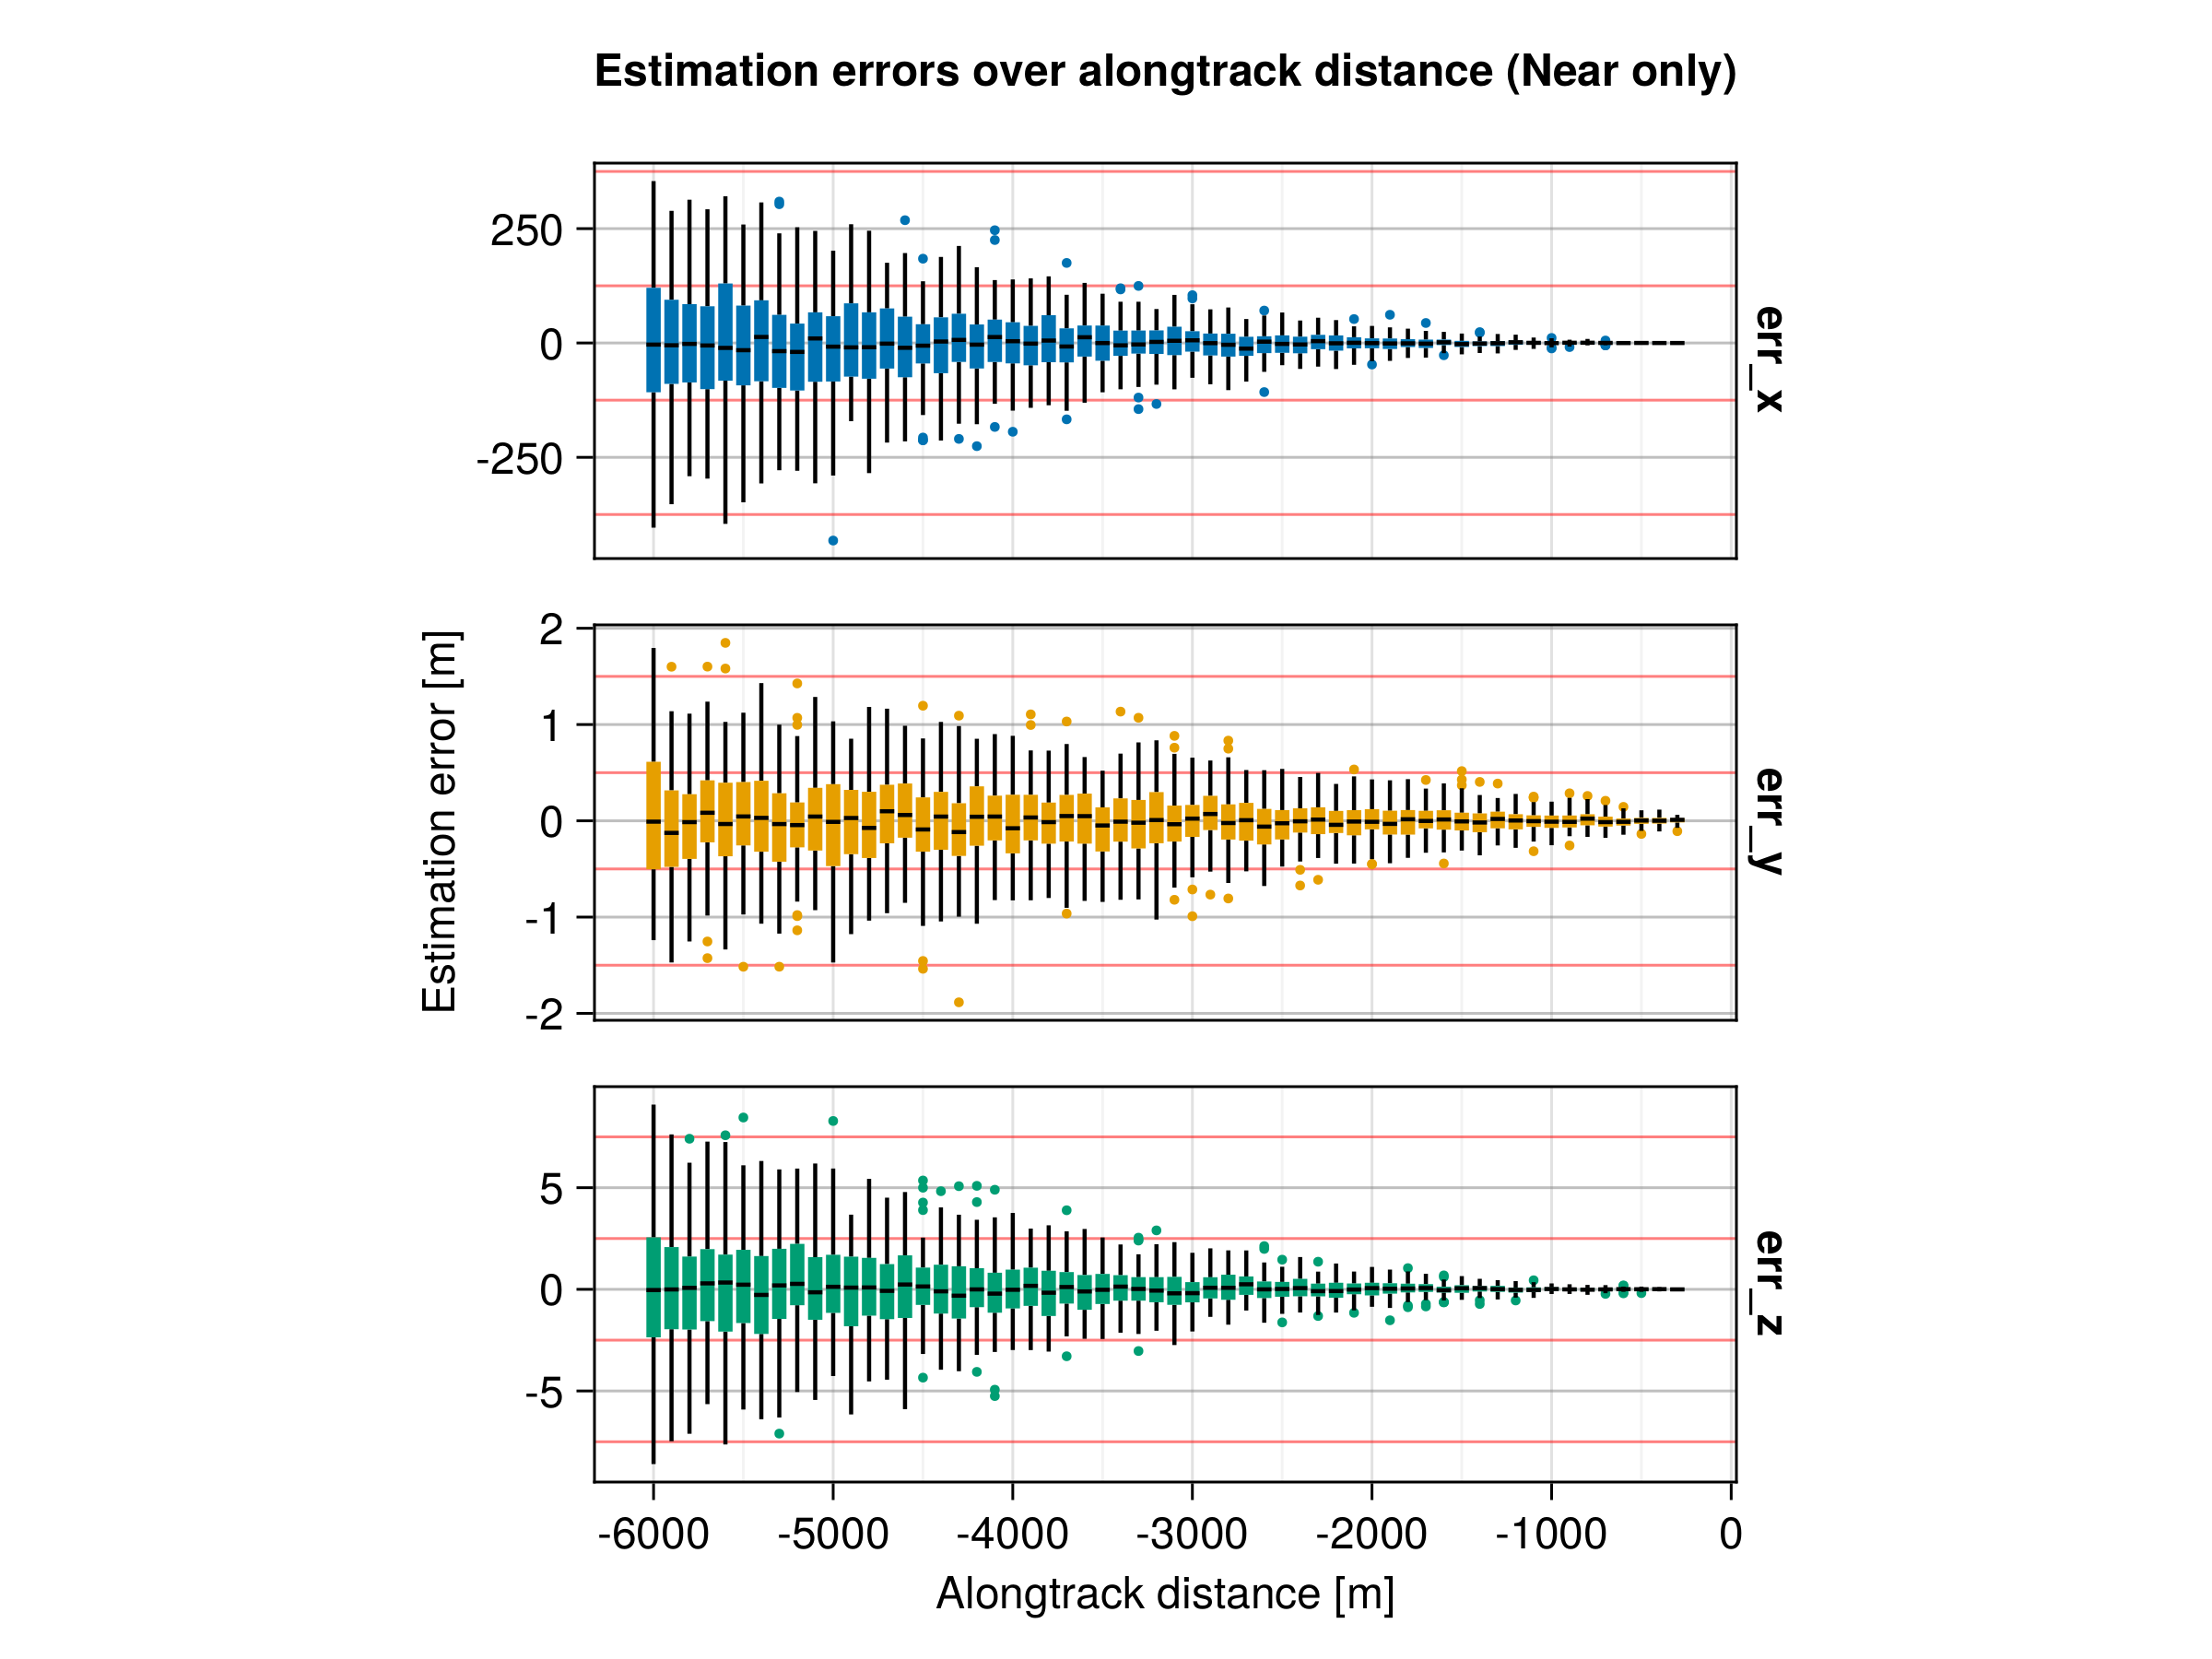 Estimation errors over alongtrack distance (Near only)
250
0
-250
err_x
2
1
0
-1
-2
err_y
Estimation error [m]
5
0
-5
err_z
-6000 -5000 -4000 -3000 -2000 -1000 0
Alongtrack distance [m]